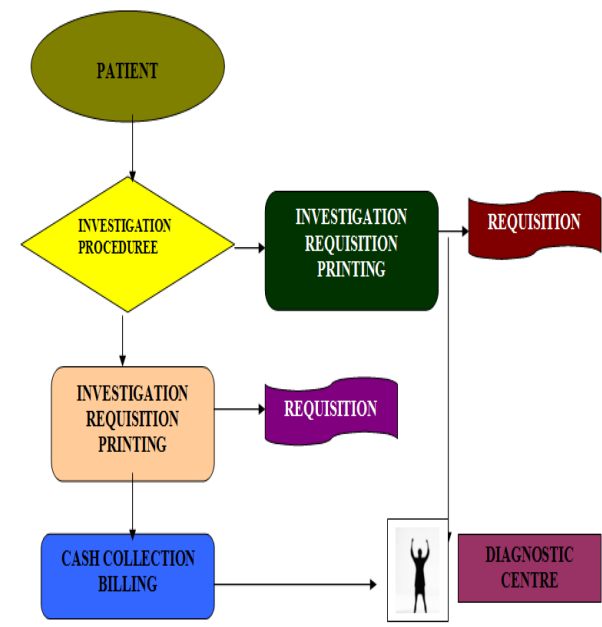 PATIENT
INVESTIGATION
PROCEDUREE
INVESTIGATION
REQUISITION
PRINTING
REQUISITION
INVESTIGATION
REQUISITION
PRINTING
REQUISITION
CASH COLLECTION
BILLING
DIAGNOSTIC
CENTRE